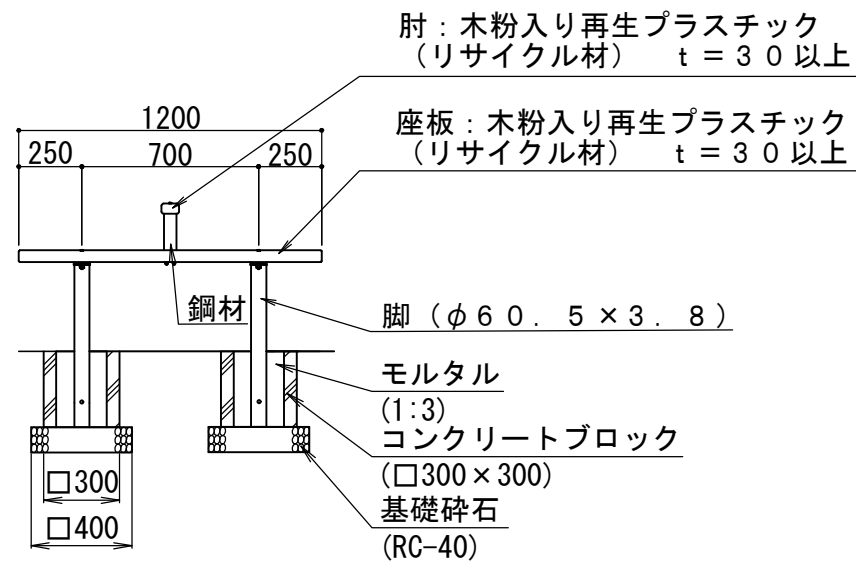 肘：木粉入り再生プラスチック
（リサイクル材）　ｔ＝３０以上
1200
座板：木粉入り再生プラスチック
（リサイクル材）　ｔ＝３０以上
250 700 250
鋼材
脚（φ６０．５×３．８）
モルタル
(1:3)
コンクリートブロック
(□300×300)
□300
基礎砕石
□400
(RC-40)